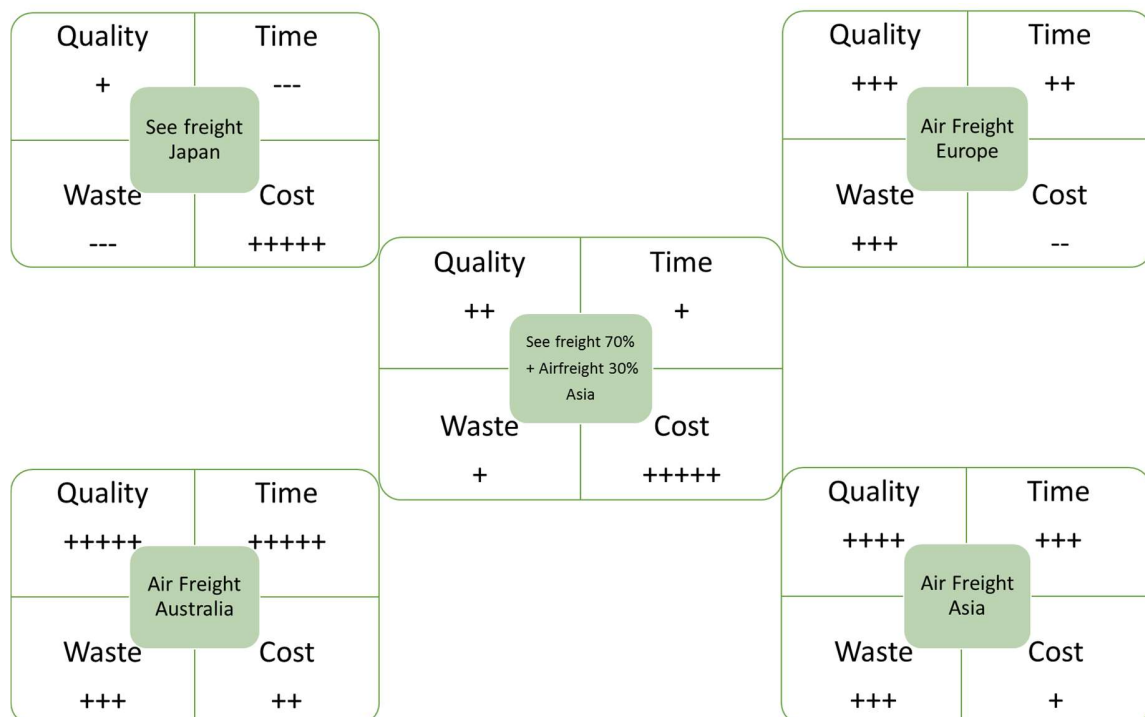 Quality Time
+ ---
See freight
Japan
Waste Cost
--- +++++
Quality Time
+++ ++
Air Freight
Europe
Waste Cost
+++ --
Quality Time
++ +
See freight 70%
+ Airfreight 30%
Asia
Waste Cost
+ +++++
Quality Time
+++++ +++++
Air Freight
Australia
Waste Cost
+++ ++
Quality Time
++++ +++
Air Freight
Asia
Waste Cost
+++ +